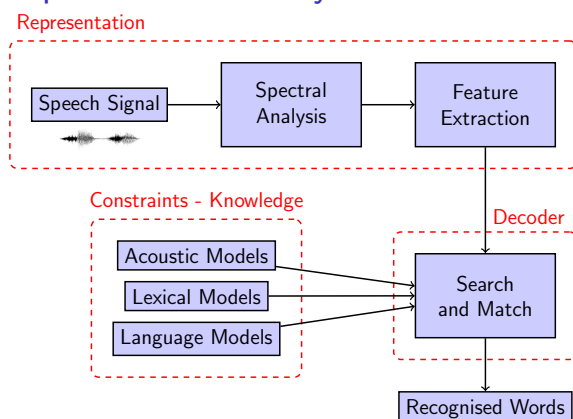 Representation
Speech Signal
Spectral
Analysis
Feature
Extraction
Constraints - Knowledge
Decoder
Acoustic Models
Lexical Models
Language Models
Search
and Match
Recognised Words